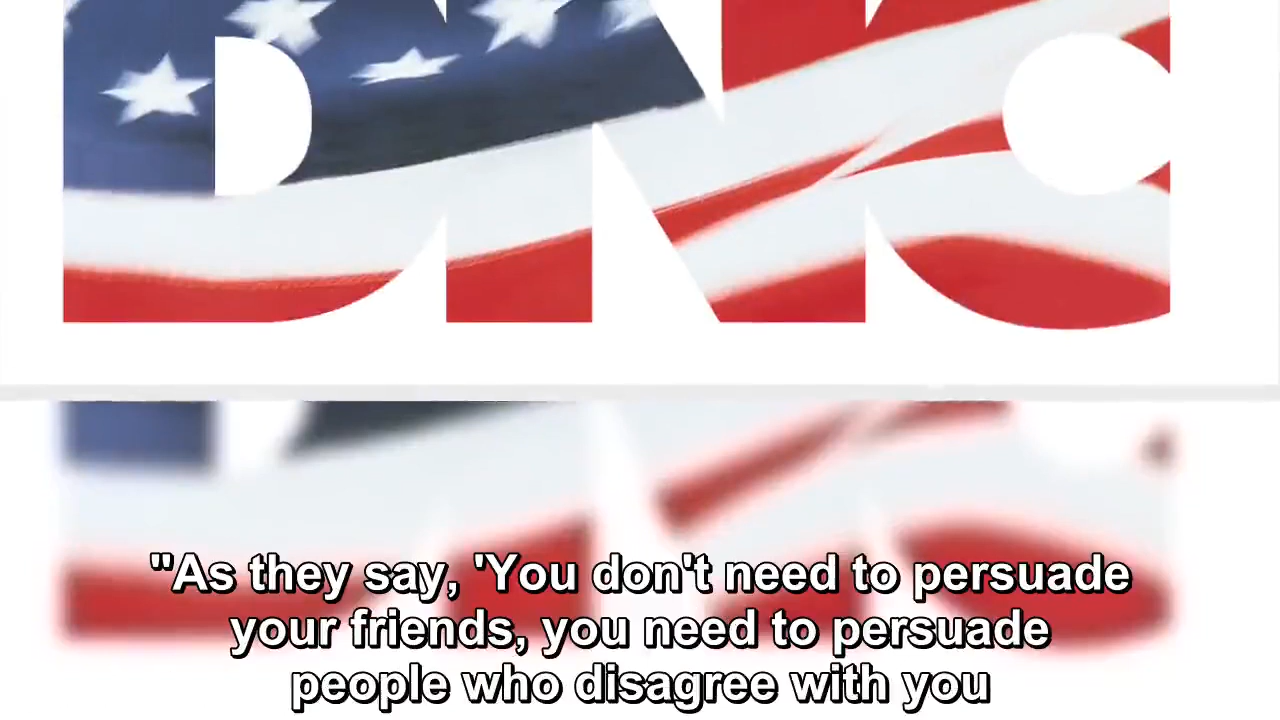 DNC
"As they say, 'You don't need to persuade
your friends, you need to persuade
people who disagree with you